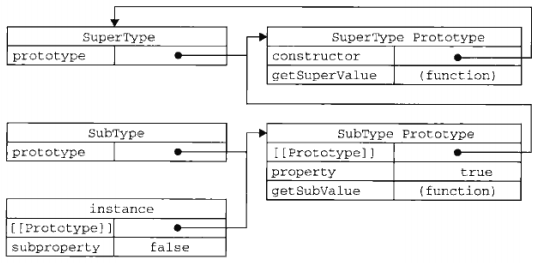 SuperType
prototype
SuperType Prototype
constructor
getSuperValue (function)
SubType
prototype
SubType Prototype
[[Prototype]]
property true
getSubValue (function)
instance
[[Prototype]]
subproperty false